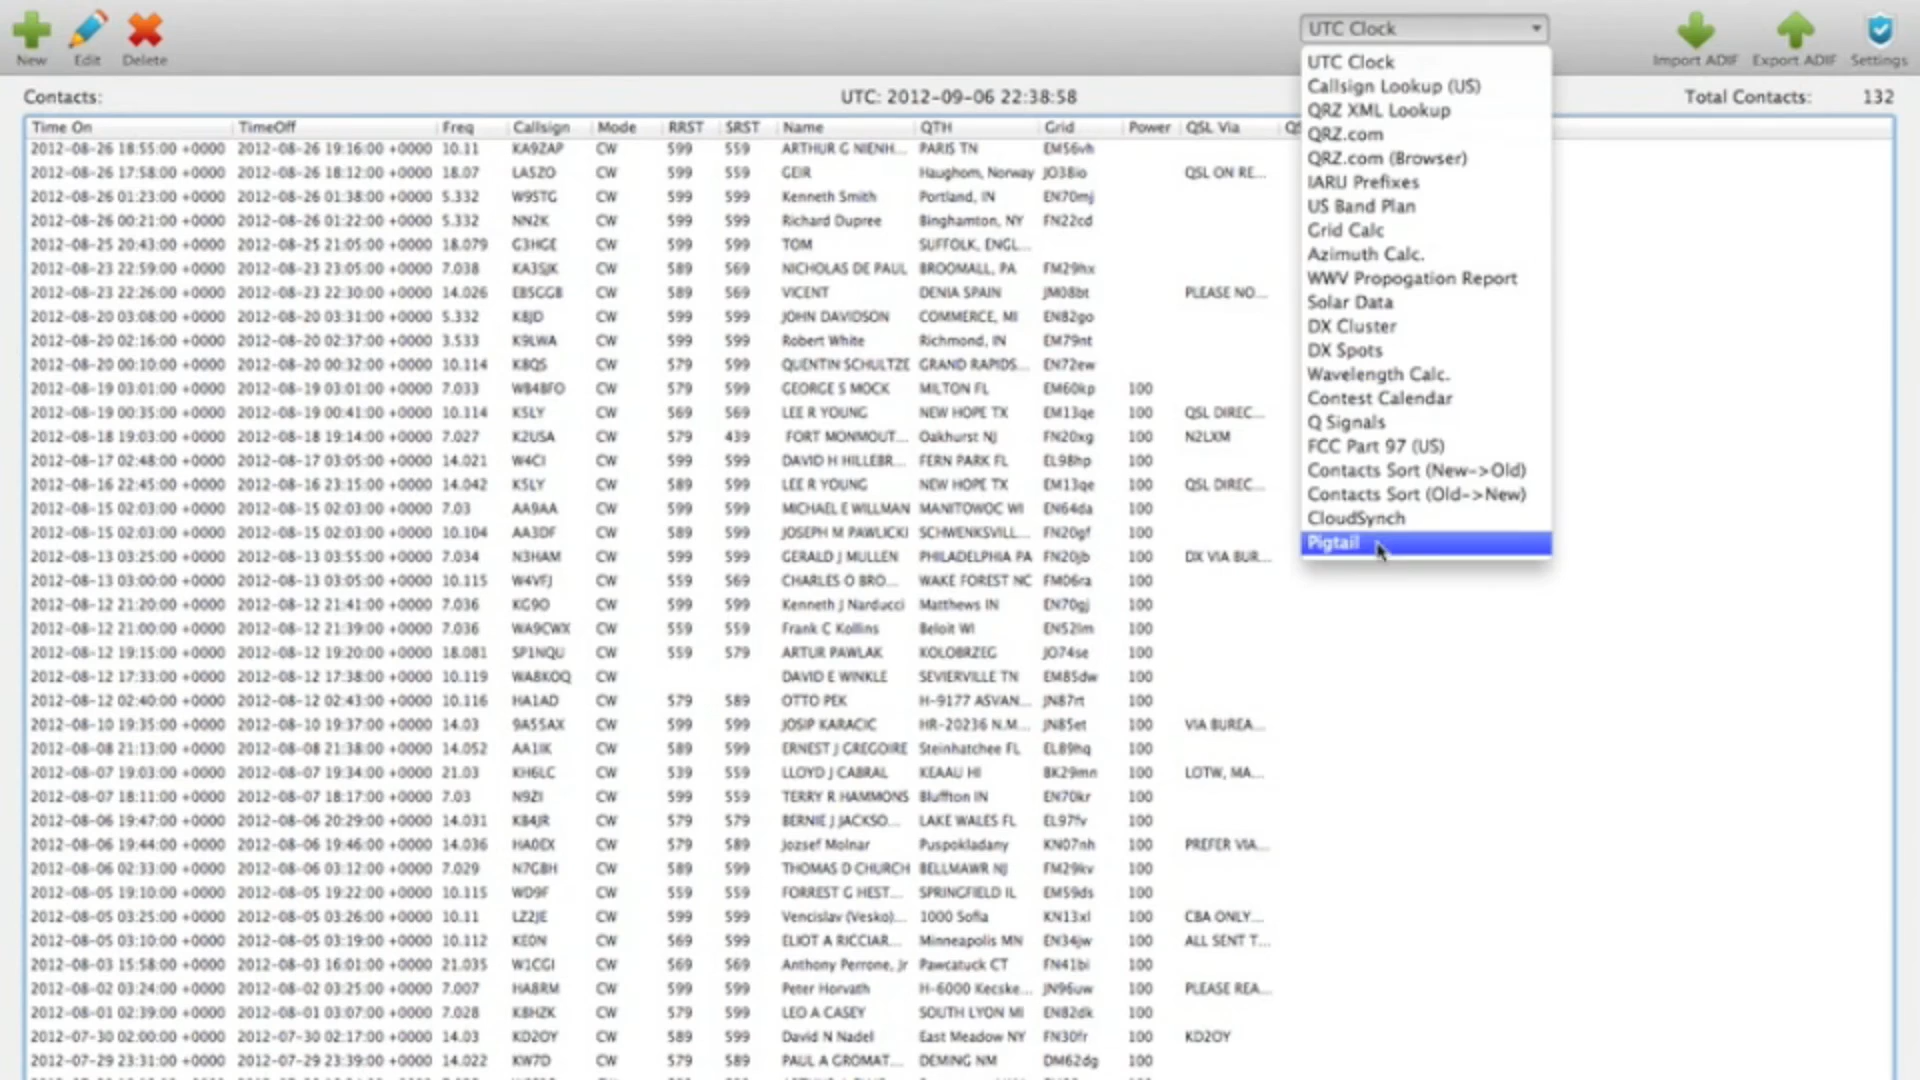 New Edit Delete UTC Clock Import ADIF Export ADIF Settings
Contacts: UTC: 2012-09-06 22:38:58 Total Contacts: 132
UTC Clock
Callsign Lookup (US)
QRZ XML Lookup
QRZ.com
QRZ.com (Browser)
IARU Prefixes
US Band Plan
Grid Calc
Azimuth Calc.
WWV Propogation Report
Solar Data
DX Cluster
DX Spots
Wavelength Calc.
Contest Calendar
Q Signals
FCC Part 97 (US)
Contacts Sort (New->Old)
Contacts Sort (Old->New)
CloudSynch
Pigtail
Time On TimeOff Freq Callsign Mode RRST SRST Name QTH Grid Power QSL Via
2012-08-26 18:55:00 +0000 2012-08-26 19:16:00 +0000 10.11 KA9ZAP CW 599 559 ARTHUR G NIENH... PARIS TN EM56vh
2012-08-26 17:58:00 +0000 2012-08-26 18:12:00 +0000 18.07 LA5ZO CW 599 559 GEIR Haughom, Norway JO38io QSL ON RE...
2012-08-26 01:23:00 +0000 2012-08-26 01:38:00 +0000 5.332 W9STG CW 599 599 Kenneth Smith Portland, IN EN70mj
2012-08-26 00:21:00 +0000 2012-08-26 01:22:00 +0000 5.332 NN2K CW 599 599 Richard Dupree Binghamton, NY FN22cd
2012-08-25 20:43:00 +0000 2012-08-25 21:05:00 +0000 18.079 G3HGE CW 599 599 TOM SUFFOLK, ENGL...
2012-08-23 22:59:00 +0000 2012-08-23 23:05:00 +0000 7.038 KA3SJK CW 589 569 NICHOLAS DE PAUL BROOMALL, PA FM29hx
2012-08-23 22:26:00 +0000 2012-08-23 22:30:00 +0000 14.026 EB5GGB CW 589 569 VICENT DENIA SPAIN JM08bt PLEASE NO...
2012-08-20 03:08:00 +0000 2012-08-20 03:31:00 +0000 5.332 K8JD CW 599 599 JOHN DAVIDSON COMMERCE, MI EN82go
2012-08-20 02:16:00 +0000 2012-08-20 02:37:00 +0000 3.533 K9LWA CW 599 599 Robert White Richmond, IN EM79nt
2012-08-20 00:10:00 +0000 2012-08-20 00:32:00 +0000 10.114 K8QS CW 579 599 QUENTIN SCHULTZE GRAND RAPIDS... EN72ew
2012-08-19 03:01:00 +0000 2012-08-19 03:01:00 +0000 7.033 WB4BFO CW 579 599 GEORGE S MOCK MILTON FL EM60kp 100
2012-08-19 00:35:00 +0000 2012-08-19 00:41:00 +0000 10.114 K5LY CW 569 569 LEE R YOUNG NEW HOPE TX EM13qe 100 QSL DIREC...
2012-08-18 19:03:00 +0000 2012-08-18 19:14:00 +0000 7.027 K2USA CW 579 439 FORT MONMOUT... Oakhurst NJ FN20xg 100 N2LXM
2012-08-17 02:48:00 +0000 2012-08-17 03:05:00 +0000 14.021 W4CI CW 599 599 DAVID H HILLEBR... FERN PARK FL EL98hp 100
2012-08-16 22:45:00 +0000 2012-08-16 23:15:00 +0000 14.042 K5LY CW 589 599 LEE R YOUNG NEW HOPE TX EM13qe 100 QSL DIREC...
2012-08-15 02:03:00 +0000 2012-08-15 02:03:00 +0000 7.03 AA9AA CW 599 599 MICHAEL E WILLMAN MANITOWOC WI EN64da 100
2012-08-15 02:03:00 +0000 2012-08-15 02:03:00 +0000 10.104 AA3DF CW 589 589 JOSEPH M PAWLICKI SCHWENKSVILL... FN20gf 100
2012-08-13 03:25:00 +0000 2012-08-13 03:55:00 +0000 7.034 N3HAM CW 599 599 GERALD J MULLEN PHILADELPHIA PA FN20jb 100 DX VIA BUR...
2012-08-13 03:00:00 +0000 2012-08-13 03:05:00 +0000 10.115 W4VFJ CW 559 569 CHARLES O BRO... WAKE FOREST NC FM06ra 100
2012-08-12 21:20:00 +0000 2012-08-12 21:41:00 +0000 7.036 KG9O CW 599 599 Kenneth J Narducci Matthews IN EN70gj 100
2012-08-12 21:00:00 +0000 2012-08-12 21:39:00 +0000 7.036 WA9CWX CW 559 559 Frank C Kollins Beloit WI EN52lm 100
2012-08-12 19:15:00 +0000 2012-08-12 19:20:00 +0000 18.081 SP1NQU CW 559 579 ARTUR PAWLAK KOLOBRZEG JO74se 100
2012-08-12 17:33:00 +0000 2012-08-12 17:38:00 +0000 10.119 WA8KOQ CW DAVID E WINKLE SEVIERVILLE TN EM85dw 100
2012-08-12 02:40:00 +0000 2012-08-12 02:43:00 +0000 10.116 HA1AD CW 579 589 OTTO PEK H-9177 ASVAN... JN87rt 100
2012-08-10 19:35:00 +0000 2012-08-10 19:37:00 +0000 14.03 9A5SAX CW 599 599 JOSIP KARACIC HR-20236 N.M... JN85et 100 VIA BUREA...
2012-08-08 21:13:00 +0000 2012-08-08 21:38:00 +0000 14.052 AA1IK CW 589 599 ERNEST J GREGOIRE Steinhatchee FL EL89hq 100
2012-08-07 19:03:00 +0000 2012-08-07 19:34:00 +0000 21.03 KH6LC CW 539 559 LLOYD J CABRAL KEAAU HI BK29mn 100 LOTW, MA...
2012-08-07 18:11:00 +0000 2012-08-07 18:17:00 +0000 7.03 N9ZI CW 599 559 TERRY R HAMMONS Bluffton IN EN70kr 100
2012-08-06 19:47:00 +0000 2012-08-06 20:29:00 +0000 14.031 KB4JR CW 579 579 BERNIE J JACKSO... LAKE WALES FL EL97fv 100
2012-08-06 19:44:00 +0000 2012-08-06 19:46:00 +0000 14.036 HA0EX CW 579 589 Jozsef Molnar Puspokladany KN07nh 100 PREFER VIA...
2012-08-06 02:33:00 +0000 2012-08-06 03:12:00 +0000 7.029 N7GBH CW 589 599 THOMAS D CHURCH BELLMAWR NJ FM29kv 100
2012-08-05 19:10:00 +0000 2012-08-05 19:22:00 +0000 10.115 WD9F CW 559 559 FORREST G HEST... SPRINGFIELD IL EM59ds 100
2012-08-05 03:25:00 +0000 2012-08-05 03:26:00 +0000 10.11 LZ2JE CW 599 599 Vencislav (Vesko)... 1000 Sofia KN13xl 100 CBA ONLY...
2012-08-05 03:10:00 +0000 2012-08-05 03:19:00 +0000 10.112 KE0N CW 569 599 ELIOT A RICCIAR... Minneapolis MN EN34jw 100 ALL SENT T...
2012-08-03 15:58:00 +0000 2012-08-03 16:01:00 +0000 21.035 W1CGI CW 569 569 Anthony Perrone, Jr Pawcatuck CT FN41bi 100
2012-08-02 03:24:00 +0000 2012-08-02 03:25:00 +0000 7.007 HA8RM CW 599 599 Peter Horvath H-6000 Kecske... JN96uw 100 PLEASE REA...
2012-08-01 02:39:00 +0000 2012-08-01 03:07:00 +0000 7.028 K8HZK CW 579 599 LEO A CASEY SOUTH LYON MI EN82dk 100
2012-07-30 02:00:00 +0000 2012-07-30 02:17:00 +0000 14.03 KD2OY CW 589 599 David N Nadel East Meadow NY FN30fr 100 KD2OY
2012-07-29 23:31:00 +0000 2012-07-29 23:39:00 +0000 14.022 KW7D CW 579 589 PAUL A GROMAT... DEMING NM DM62dg 100